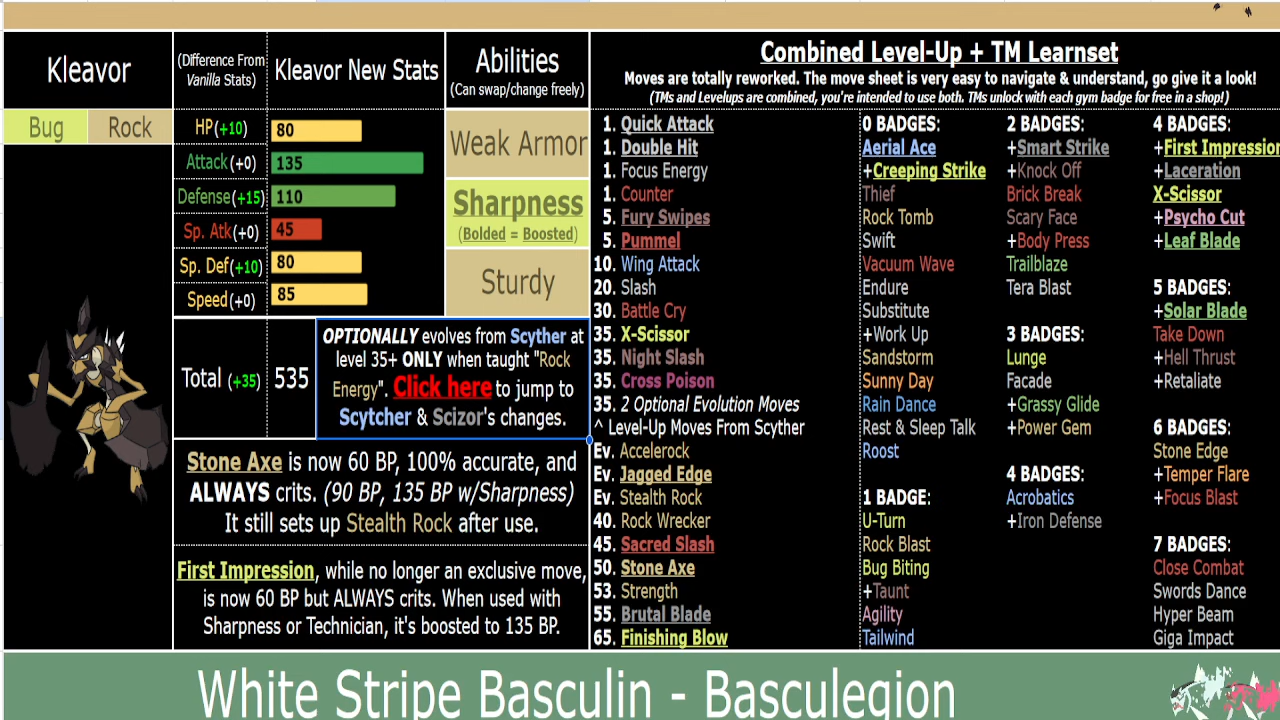 Kleavor
Bug
Rock
(Difference From
Vanilla Stats)
Kleavor New Stats
HP(+10)
80
Attack(+0)
135
Defense(+15)
110
Sp. Atk(+0)
45
Sp. Def(+10)
80
Speed(+0)
85
Abilities
(Can swap/change freely)
Weak Armor
Sharpness
(Bolded = Boosted)
Sturdy
Total (+35)
535
OPTIONALLY evolves from Scyther at
level 35+ ONLY when taught "Rock
Energy". Click here to jump to
Scytcher & Scizor's changes.
Stone Axe is now 60 BP, 100% accurate, and
ALWAYS crits. (90 BP, 135 BP w/Sharpness)
It still sets up Stealth Rock after use.
First Impression, while no longer an exclusive move,
is now 60 BP but ALWAYS crits. When used with
Sharpness or Technician, it's boosted to 135 BP.
Combined Level-Up + TM Learnset
Moves are totally reworked. The move sheet is very easy to navigate & understand, go give it a look!
(TMs and Levelups are combined, you're intended to use both. TMs unlock with each gym badge for free in a shop!)
1. Quick Attack
1. Double Hit
1. Focus Energy
1. Counter
5. Fury Swipes
5. Pummel
10. Wing Attack
20. Slash
30. Battle Cry
35. X-Scissor
35. Night Slash
35. Cross Poison
35. 2 Optional Evolution Moves
^ Level-Up Moves From Scyther
Ev. Accelerock
Ev. Jagged Edge
Ev. Stealth Rock
40. Rock Wrecker
45. Sacred Slash
50. Stone Axe
53. Strength
55. Brutal Blade
65. Finishing Blow
0 BADGES:
Aerial Ace
+Creeping Strike
Thief
Rock Tomb
Swift
Vacuum Wave
Endure
Substitute
+Work Up
Sandstorm
Sunny Day
Rain Dance
Rest & Sleep Talk
Roost
1 BADGE:
U-Turn
Rock Blast
Bug Biting
+Taunt
Agility
Tailwind
2 BADGES:
+Smart Strike
+Knock Off
Brick Break
Scary Face
+Body Press
Trailblaze
Tera Blast
3 BADGES:
Lunge
Facade
+Grassy Glide
+Power Gem
4 BADGES:
Acrobatics
+Iron Defense
4 BADGES:
+First Impression
+Laceration
X-Scissor
+Psycho Cut
+Leaf Blade
5 BADGES:
+Solar Blade
Take Down
+Hell Thrust
+Retaliate
6 BADGES:
Stone Edge
+Temper Flare
+Focus Blast
7 BADGES:
Close Combat
Swords Dance
Hyper Beam
Giga Impact
White Stripe Basculin - Basculegion